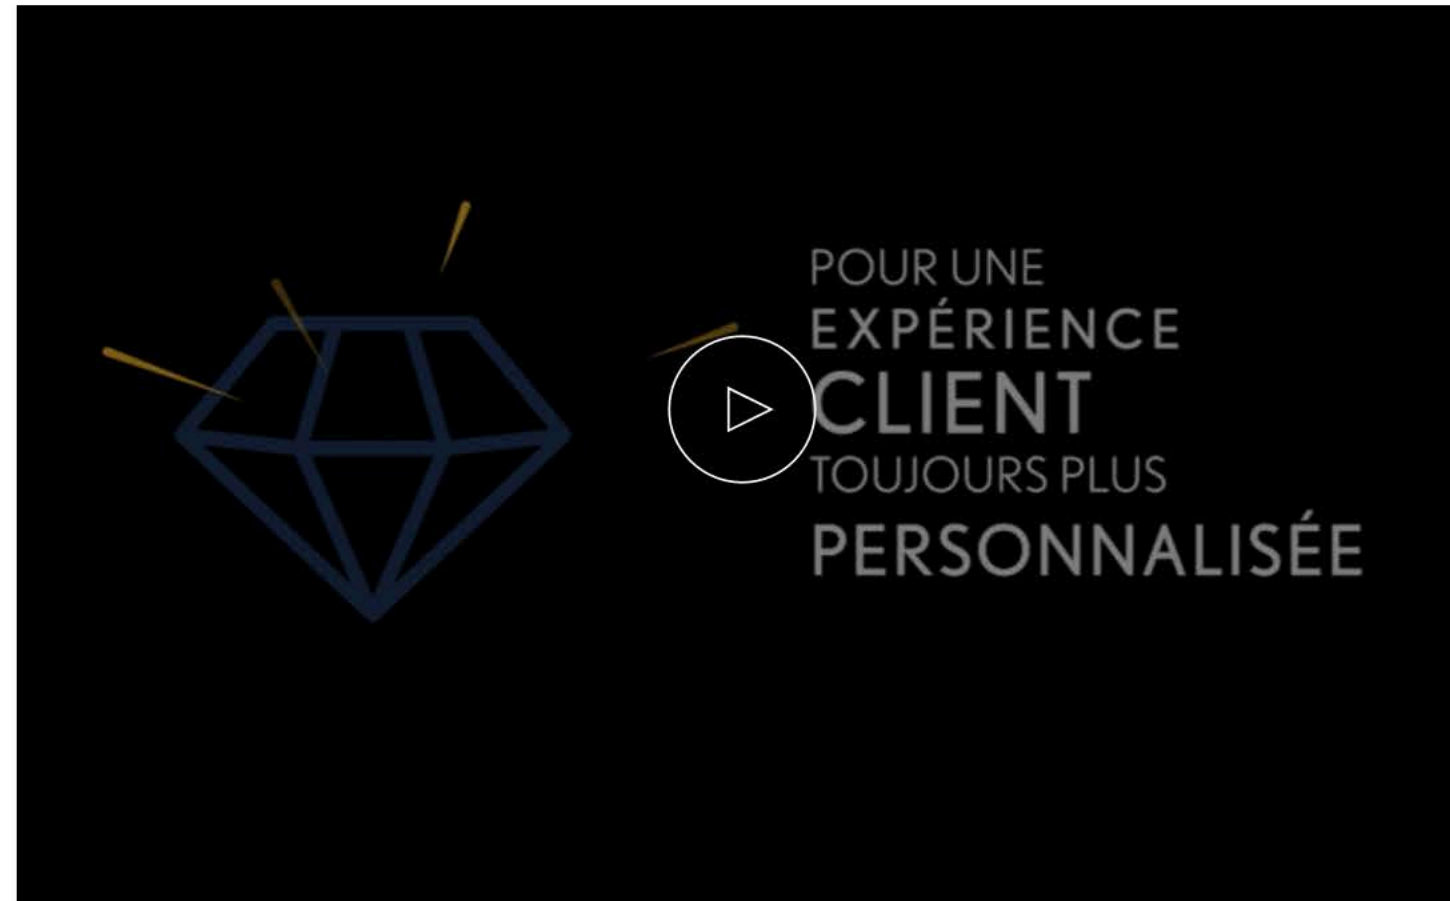 POUR UNE
EXPÉRIENCE
CLIENT
TOUJOURS PLUS
PERSONNALISÉE